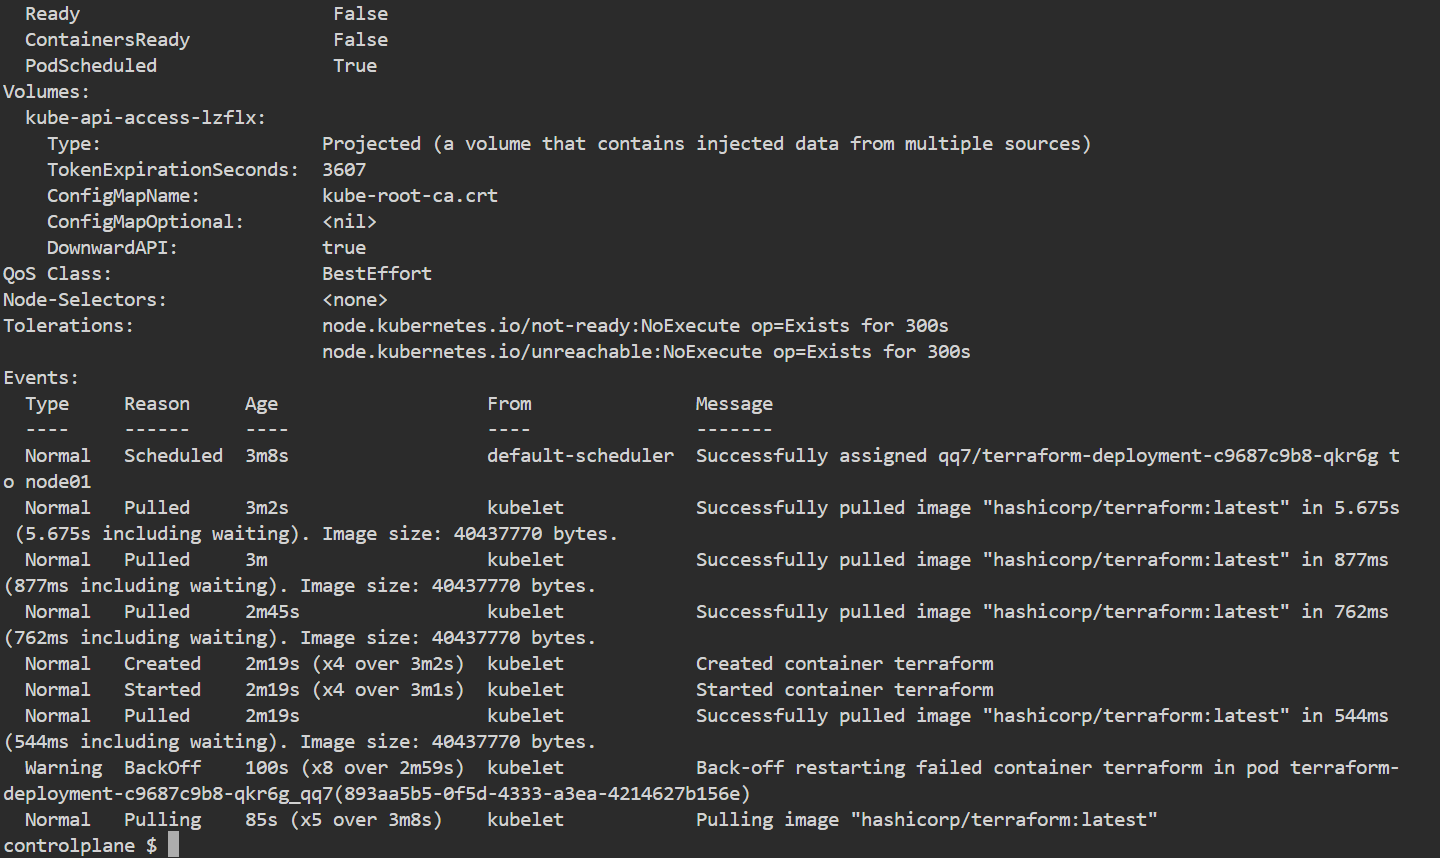 Ready                       False
ContainersReady             False
PodScheduled                True
Volumes:
kube-api-access-lzflx:
Type:                    Projected (a volume that contains injected data from multiple sources)
TokenExpirationSeconds:  3607
ConfigMapName:           kube-root-ca.crt
ConfigMapOptional:       <nil>
DownwardAPI:             true
QoS Class:                   BestEffort
Node-Selectors:              <none>
Tolerations:                 node.kubernetes.io/not-ready:NoExecute op=Exists for 300s
node.kubernetes.io/unreachable:NoExecute op=Exists for 300s
Events:
Type     Reason     Age                   From               Message
----     ------     ----                  ----               -------
Normal   Scheduled  3m8s                  default-scheduler  Successfully assigned qq7/terraform-deployment-c9687c9b8-qkr6g t
o node01
Normal   Pulled     3m2s                  kubelet            Successfully pulled image "hashicorp/terraform:latest" in 5.675s
(5.675s including waiting). Image size: 40437770 bytes.
Normal   Pulled     3m                    kubelet            Successfully pulled image "hashicorp/terraform:latest" in 877ms
(877ms including waiting). Image size: 40437770 bytes.
Normal   Pulled     2m45s                 kubelet            Successfully pulled image "hashicorp/terraform:latest" in 762ms
(762ms including waiting). Image size: 40437770 bytes.
Normal   Created    2m19s (x4 over 3m2s)  kubelet            Created container terraform
Normal   Started    2m19s (x4 over 3m1s)  kubelet            Started container terraform
Normal   Pulled     2m19s                 kubelet            Successfully pulled image "hashicorp/terraform:latest" in 544ms
(544ms including waiting). Image size: 40437770 bytes.
Warning  BackOff    100s (x8 over 2m59s)  kubelet            Back-off restarting failed container terraform in pod terraform-
deployment-c9687c9b8-qkr6g_qq7(893aa5b5-0f5d-4333-a3ea-4214627b156e)
Normal   Pulling    85s (x5 over 3m8s)    kubelet            Pulling image "hashicorp/terraform:latest"
controlplane $